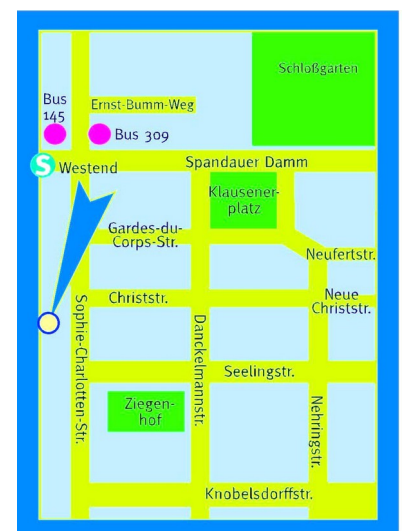 Schloßgarten
Bus
145
Ernst-Bumm-Weg
Bus 309
S
Westend
Spandauer Damm
Klausener-
platz
Gardes-du-
Corps-Str.
Neufertstr.
Christstr.
Neue
Christstr.
Sophie-Charlotten-Str.
Danckelmannstr.
Seelingstr.
Ziegen-
hof
Nehringstr.
Knobelsdorffstr.